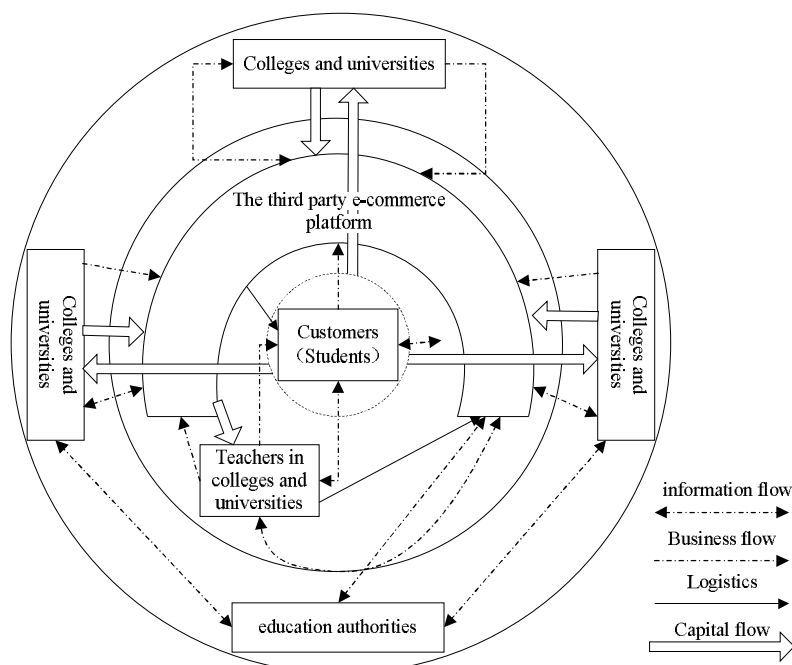 Colleges and universities
The third party e-commerce
platform
Colleges and
universities
Customers
（Students）
Colleges and
universities
Teachers in
colleges and
universities
education authorities
information flow
Business flow
Logistics
Capital flow